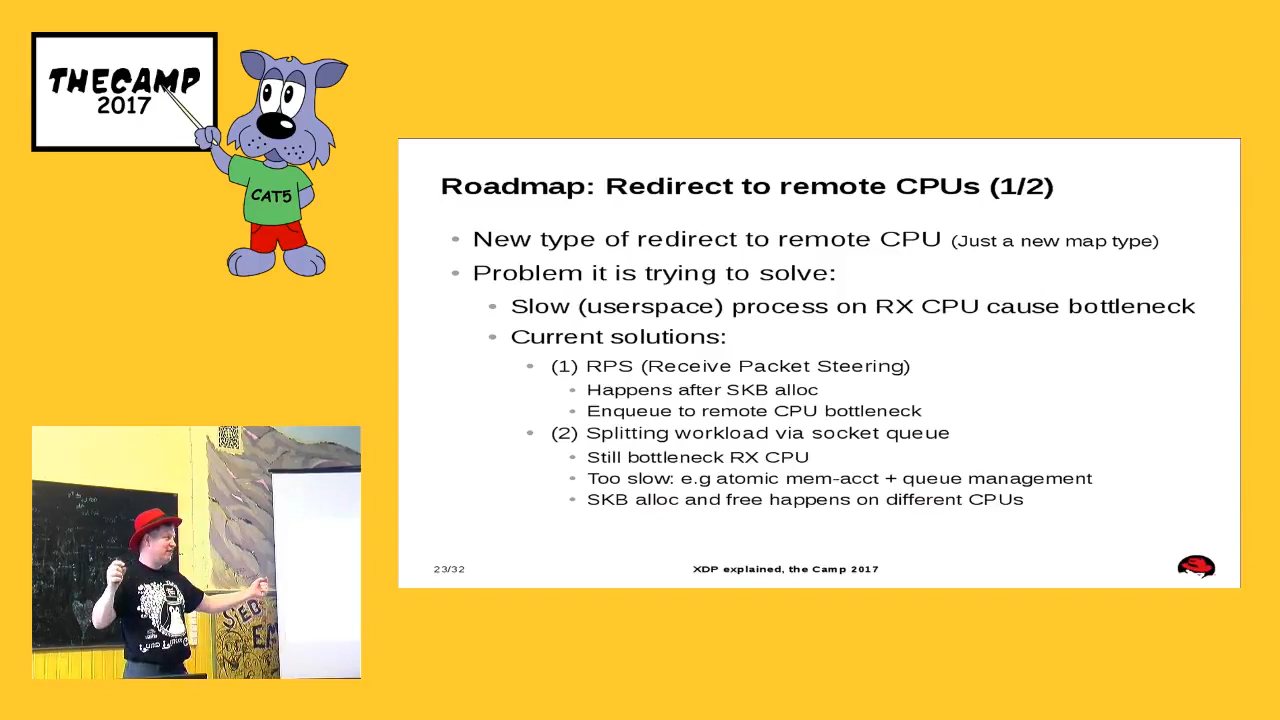 THECAMP
2017
CAT5
Roadmap: Redirect to remote CPUs (1/2)
New type of redirect to remote CPU (Just a new map type)
Problem it is trying to solve:
Slow (userspace) process on RX CPU cause bottleneck
Current solutions:
(1) RPS (Receive Packet Steering)
Happens after SKB alloc
Enqueue to remote CPU bottleneck
(2) Splitting workload via socket queue
Still bottleneck RX CPU
Too slow: e.g atomic mem-acct + queue management
SKB alloc and free happens on different CPUs
23/32
XDP explained, the Camp 2017